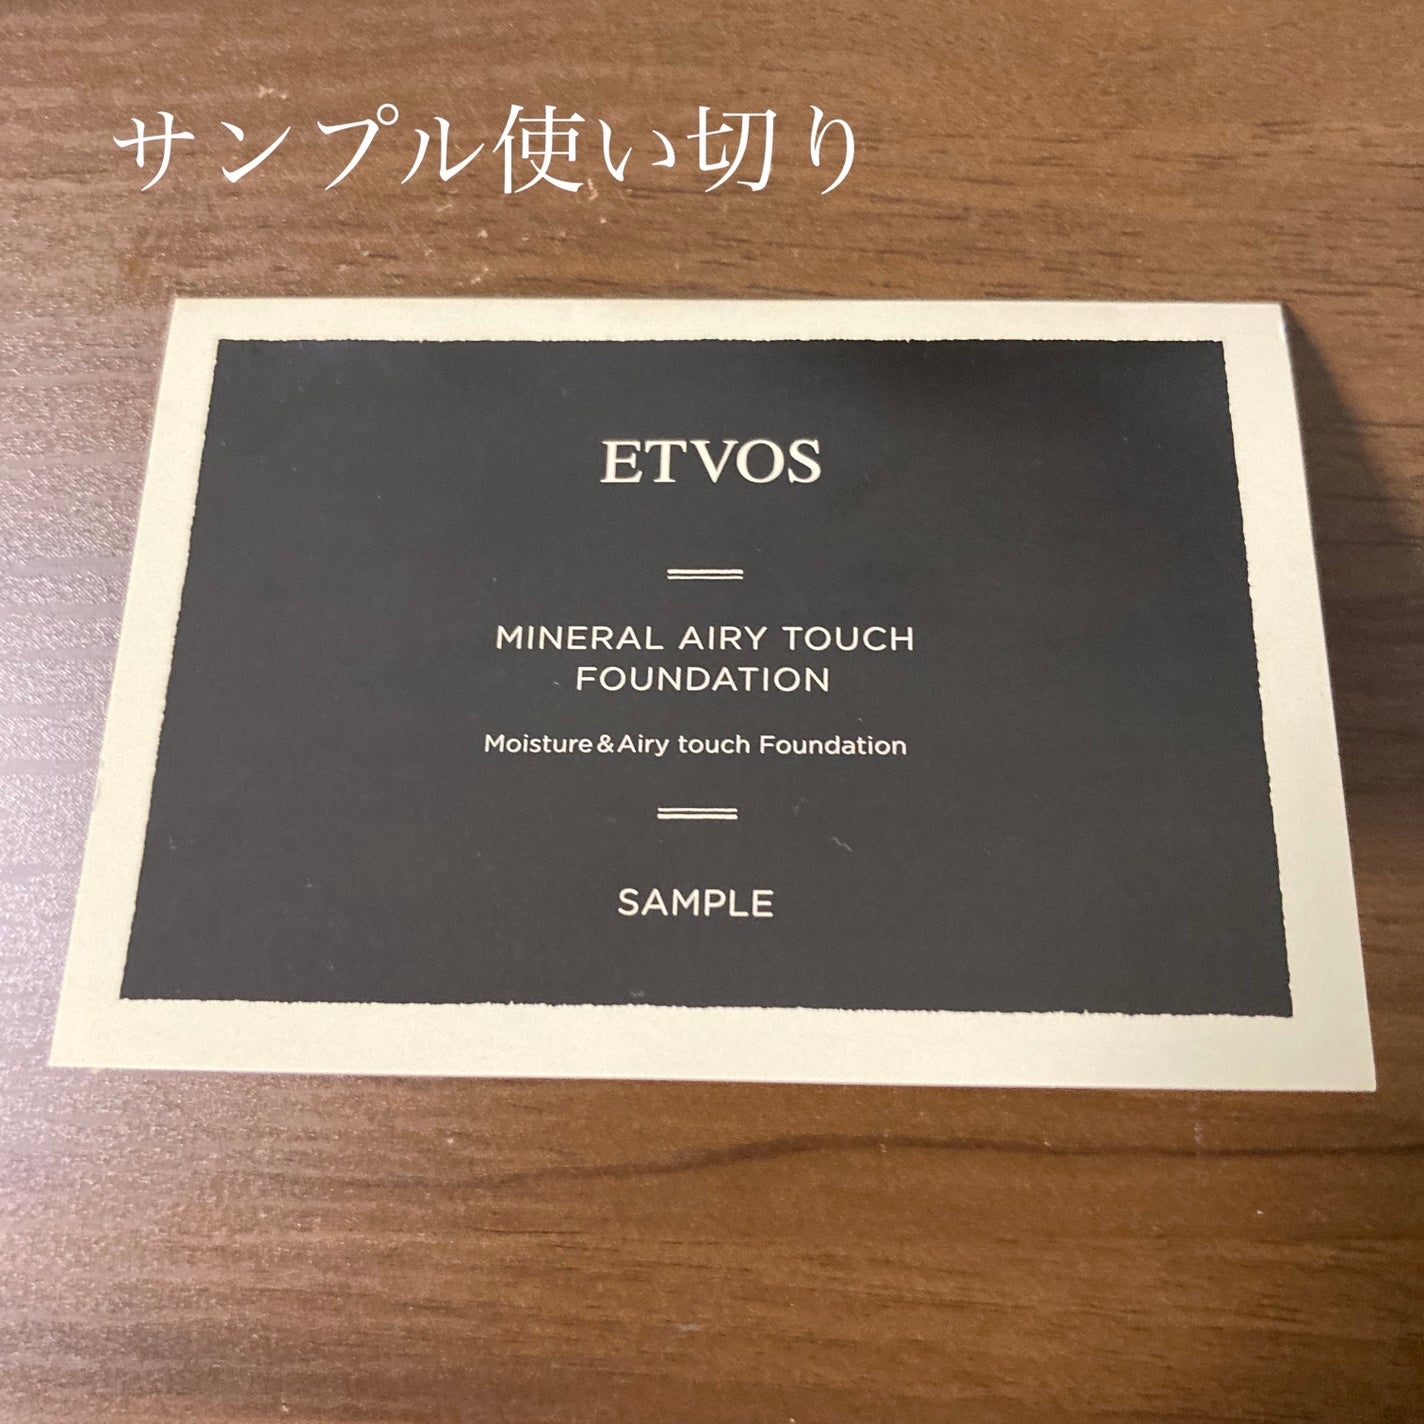 サンプル使い切り
ETVOS
MINERAL AIRY TOUCH
FOUNDATION
Moisture&Airy touch Foundation
SAMPLE